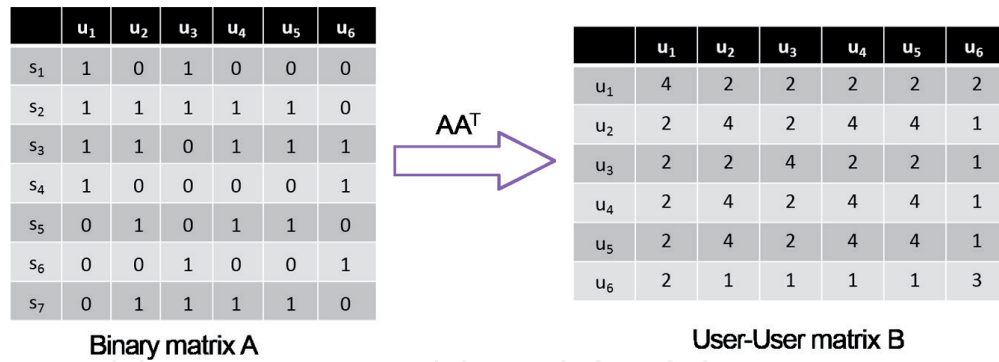 u₁ u₂ u₃ u₄ u₅ u₆
s₁ 1 0 1 0 0 0
s₂ 1 1 1 1 1 0
s₃ 1 1 0 1 1 1
s₄ 1 0 0 0 0 1
s₅ 0 1 0 1 1 0
s₆ 0 0 1 0 0 1
s₇ 0 1 1 1 1 0
Binary matrix A
AAᵀ
u₁ u₂ u₃ u₄ u₅ u₆
u₁ 4 2 2 2 2 2
u₂ 2 4 2 4 4 1
u₃ 2 2 4 2 2 1
u₄ 2 4 2 4 4 1
u₅ 2 4 2 4 4 1
u₆ 2 1 1 1 1 3
User-User matrix B